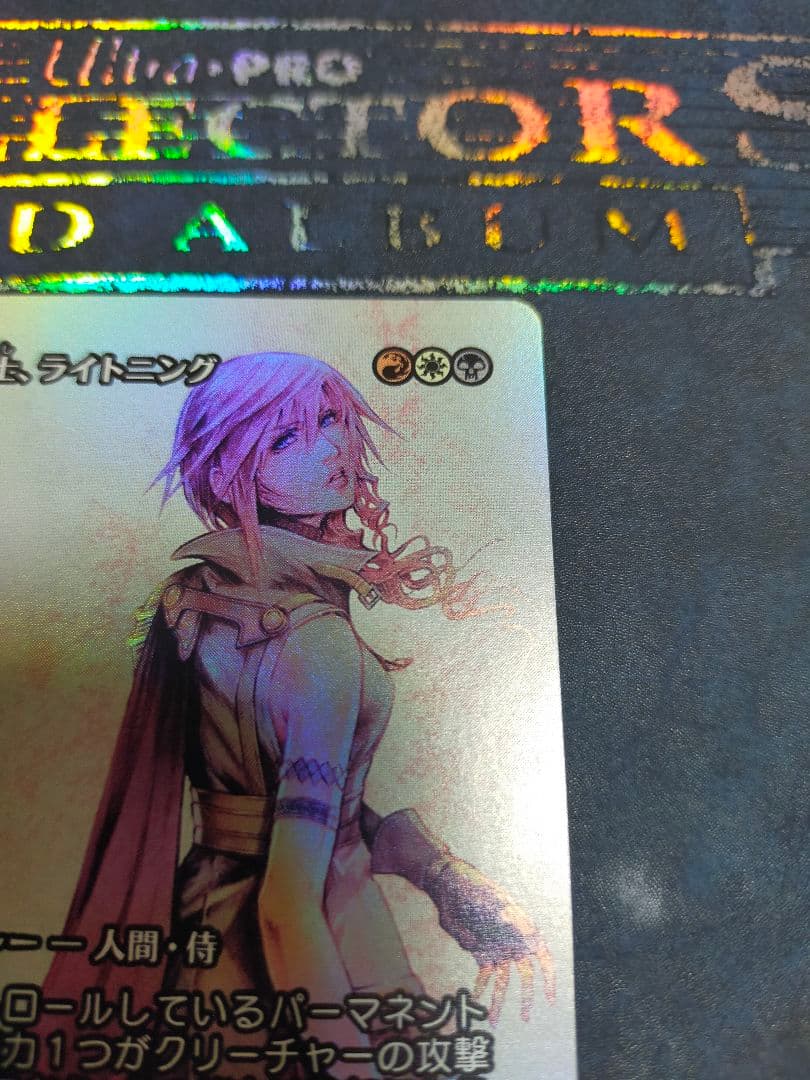 Ultra·PRO
LLECTORS
D ALBUM
士、ライトニング
ー — 人間・侍
ロールしているパーマネント
力1つがクリーチャーの攻撃